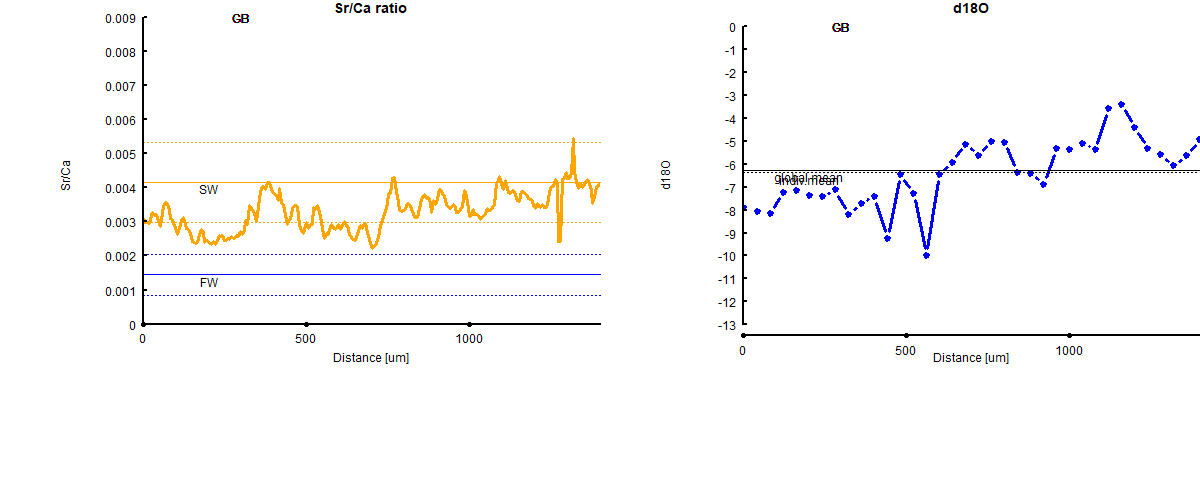 Sr/Ca ratio
GB
0.009
0.008
0.007
0.006
0.005
0.004
0.003
0.002
0.001
0
Sr/Ca
SW
FW
0
500
1000
Distance [um]
d18O
GB
0
-1
-2
-3
-4
-5
-6
-7
-8
-9
-10
-11
-12
-13
d18O
global mean
indiv.mean
0
500
1000
Distance [um]